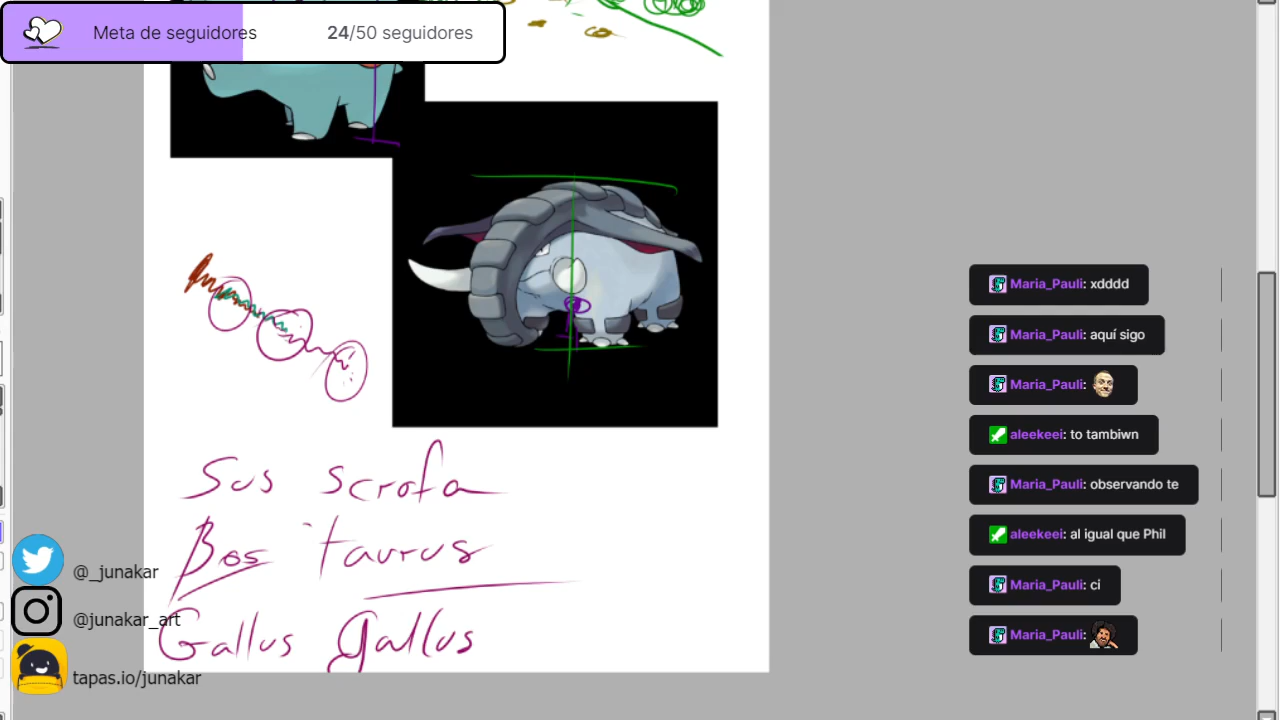 Meta de seguidores 24/50 seguidores
Maria_Pauli: xdddd
Maria_Pauli: aquí sigo
Maria_Pauli:
aleekeei: to tambiwn
Maria_Pauli: observando te
aleekeei: al igual que Phil
Maria_Pauli: ci
Maria_Pauli:
Sus scrofa
Bos taurus
Gallus gallus
@_junakar
@junakar_art
tapas.io/junakar